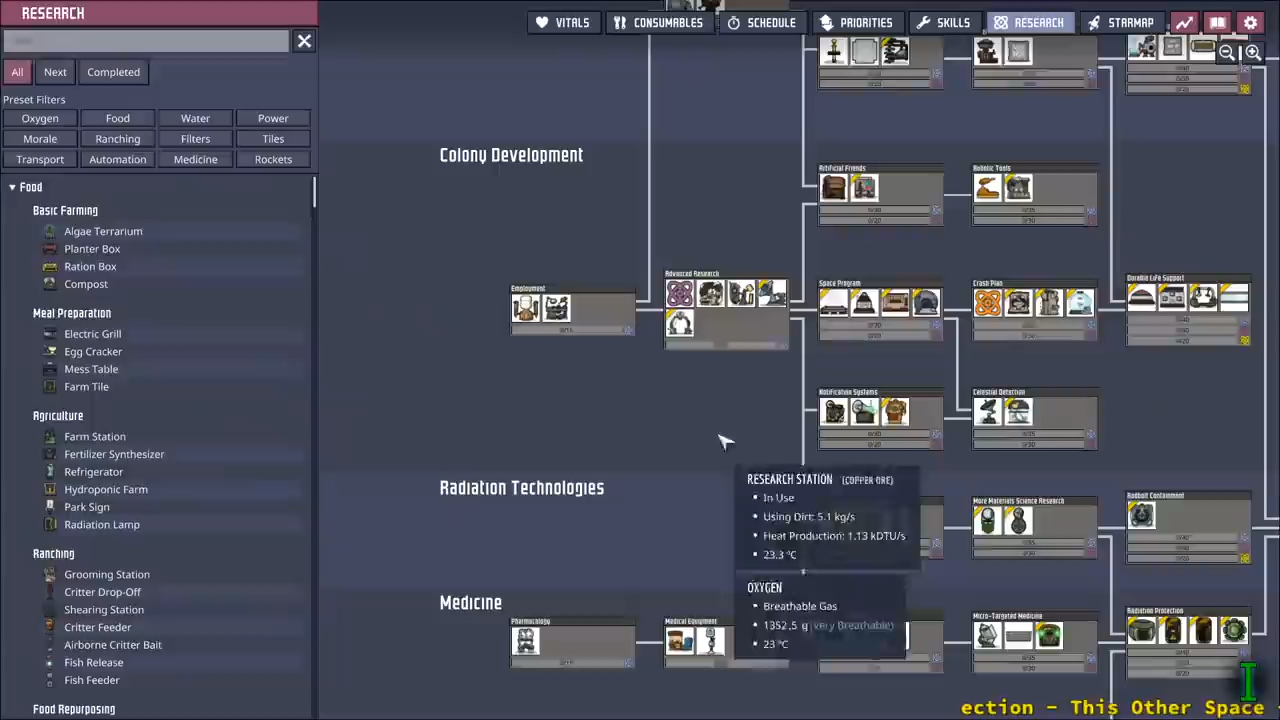 RESEARCH
VITALS
CONSUMABLES
SCHEDULE
PRIORITIES
SKILLS
RESEARCH
STARMAP
All
Next
Completed
Preset Filters
Oxygen
Food
Water
Power
Morale
Ranching
Filters
Tiles
Transport
Automation
Medicine
Rockets
Food
Basic Farming
Algae Terrarium
Planter Box
Ration Box
Compost
Meal Preparation
Electric Grill
Egg Cracker
Mess Table
Farm Tile
Agriculture
Farm Station
Fertilizer Synthesizer
Refrigerator
Hydroponic Farm
Park Sign
Radiation Lamp
Ranching
Grooming Station
Critter Drop-Off
Shearing Station
Critter Feeder
Airborne Critter Bait
Fish Release
Fish Feeder
Food Repurposing
Colony Development
Artificial Friends
Robotic Tools
Employment
Advanced Research
Space Program
Crash Plan
Durable Life Support
Notification Systems
Celestial Detection
Radiation Technologies
More Materials Science Research
Radbolt Containment
Medicine
Pharmacology
Medical Equipment
Micro-Targeted Medicine
Radiation Protection
RESEARCH STATION (COPPER ORE)
In Use
Using Dirt: 5.1 kg/s
Heat Production: 1.13 kDTU/s
23.3 °C
OXYGEN
Breathable Gas
1352.5 g (Very Breathable)
23 °C
ection - This Other Space